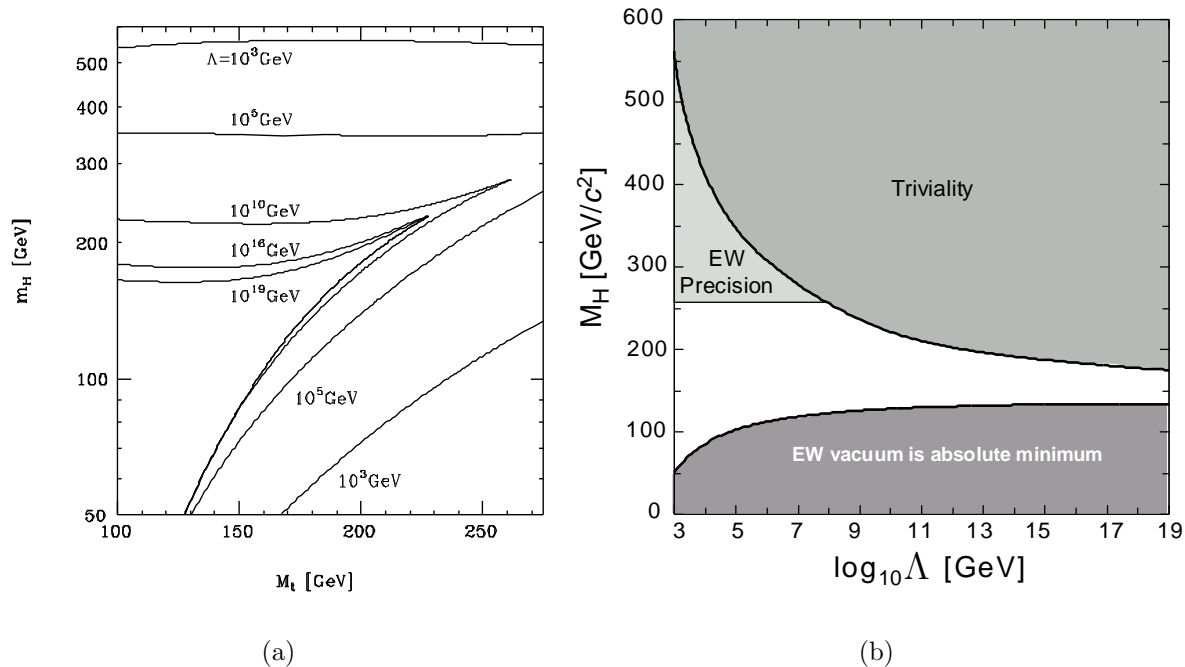 500
400
300
200
100
50
m_H [GeV]
Λ=10³GeV
10⁵GeV
10¹⁰GeV
10¹⁶GeV
10¹⁹GeV
10⁵GeV
10³GeV
100 150 200 250
M_t [GeV]
(a)
600
500
400
300
200
100
0
M_H [GeV/c²]
Triviality
EW
Precision
EW vacuum is absolute minimum
3 5 7 9 11 13 15 17 19
log₁₀Λ [GeV]
(b)